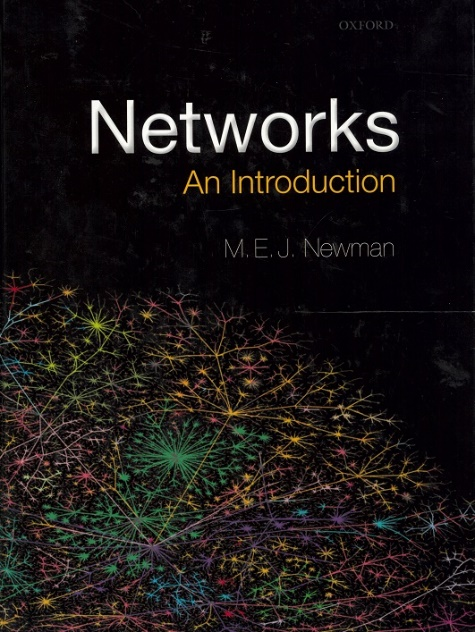 OXFORD
Networks
An Introduction
M. E. J. Newman